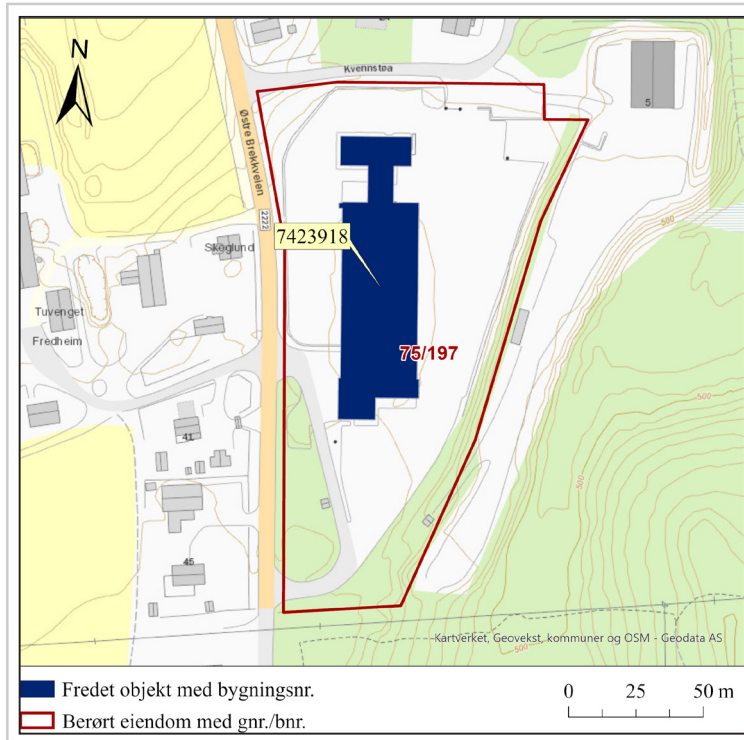 N
Kvennstøa
5
Østre Brekkveien
2222
500
Skoglund
7423918
Tuvenget
Fredheim
75/197
500
41
500
45
Kartverket, Geovekst, kommuner og OSM - Geodata AS
500
Fredet objekt med bygningsnr.
0 25 50 m
Berørt eiendom med gnr./bnr.